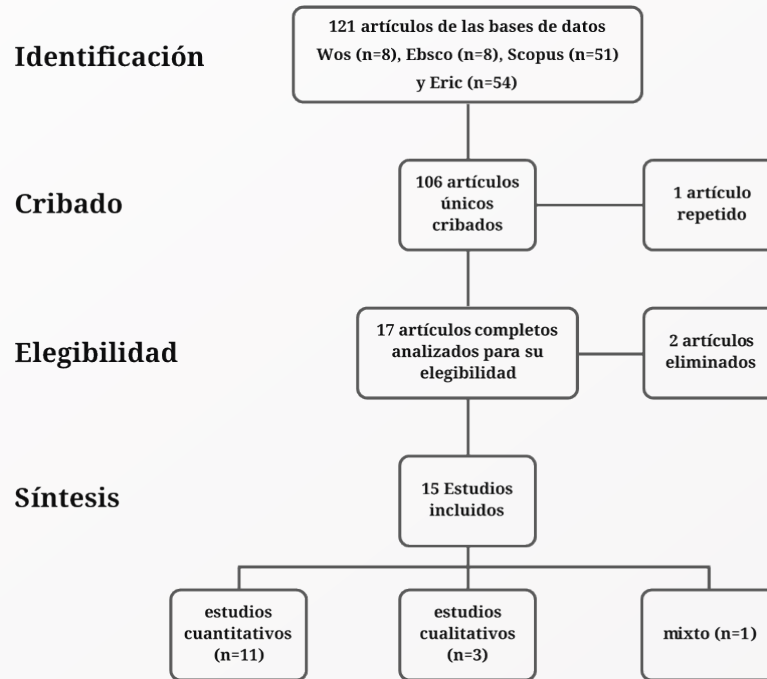 Identificación
121 artículos de las bases de datos
Wos (n=8), Ebsco (n=8), Scopus (n=51)
y Eric (n=54)
Cribado
106 artículos
únicos
cribados
1 artículo
repetido
Elegibilidad
17 artículos completos
analizados para su
elegibilidad
2 artículos
eliminados
Síntesis
15 Estudios
incluidos
estudios
cuantitativos
(n=11)
estudios
cualitativos
(n=3)
mixto (n=1)